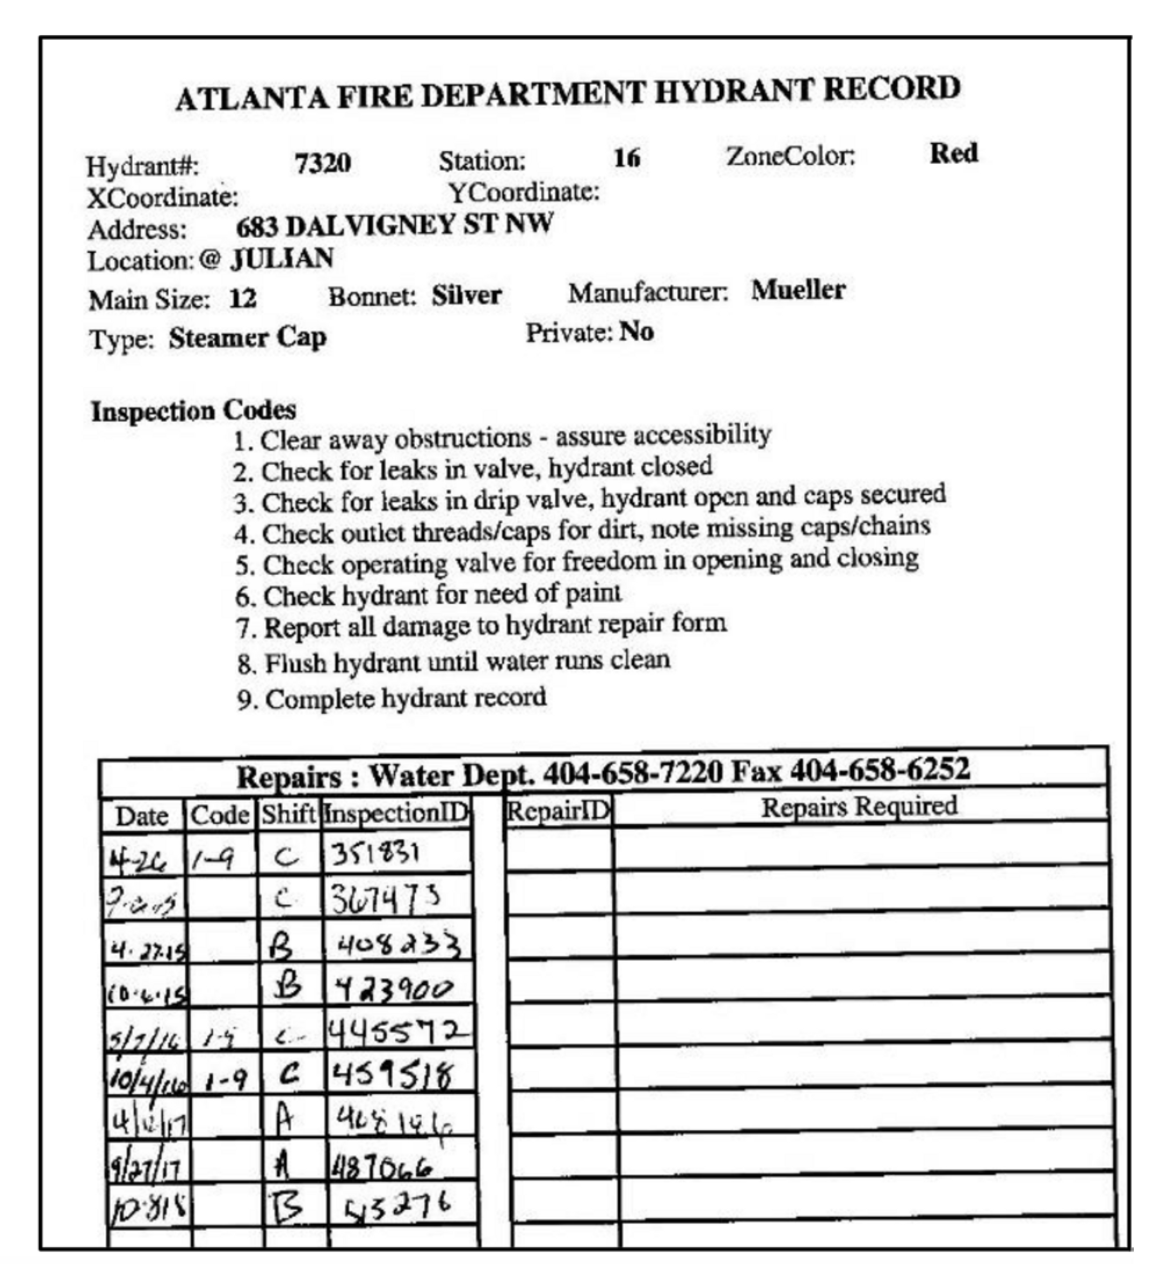 ATLANTA FIRE DEPARTMENT HYDRANT RECORD
Hydrant#: 7320 Station: 16 ZoneColor: Red
XCoordinate: YCoordinate:
Address: 683 DALVIGNEY ST NW
Location: @ JULIAN
Main Size: 12 Bonnet: Silver Manufacturer: Mueller
Type: Steamer Cap Private: No
Inspection Codes
1. Clear away obstructions - assure accessibility
2. Check for leaks in valve, hydrant closed
3. Check for leaks in drip valve, hydrant open and caps secured
4. Check outlet threads/caps for dirt, note missing caps/chains
5. Check operating valve for freedom in opening and closing
6. Check hydrant for need of paint
7. Report all damage to hydrant repair form
8. Flush hydrant until water runs clean
9. Complete hydrant record
Repairs : Water Dept. 404-658-7220 Fax 404-658-6252
Date Code Shift InspectionID RepairID Repairs Required
4-26 1-9 C 351831
C 367473
4.27.15 B 408233
10.6.15 B 423900
5/7/16 C 445572
10/4/16 1-9 C 459518
A
9/27/17 A 487066
10.8.18 B 513276